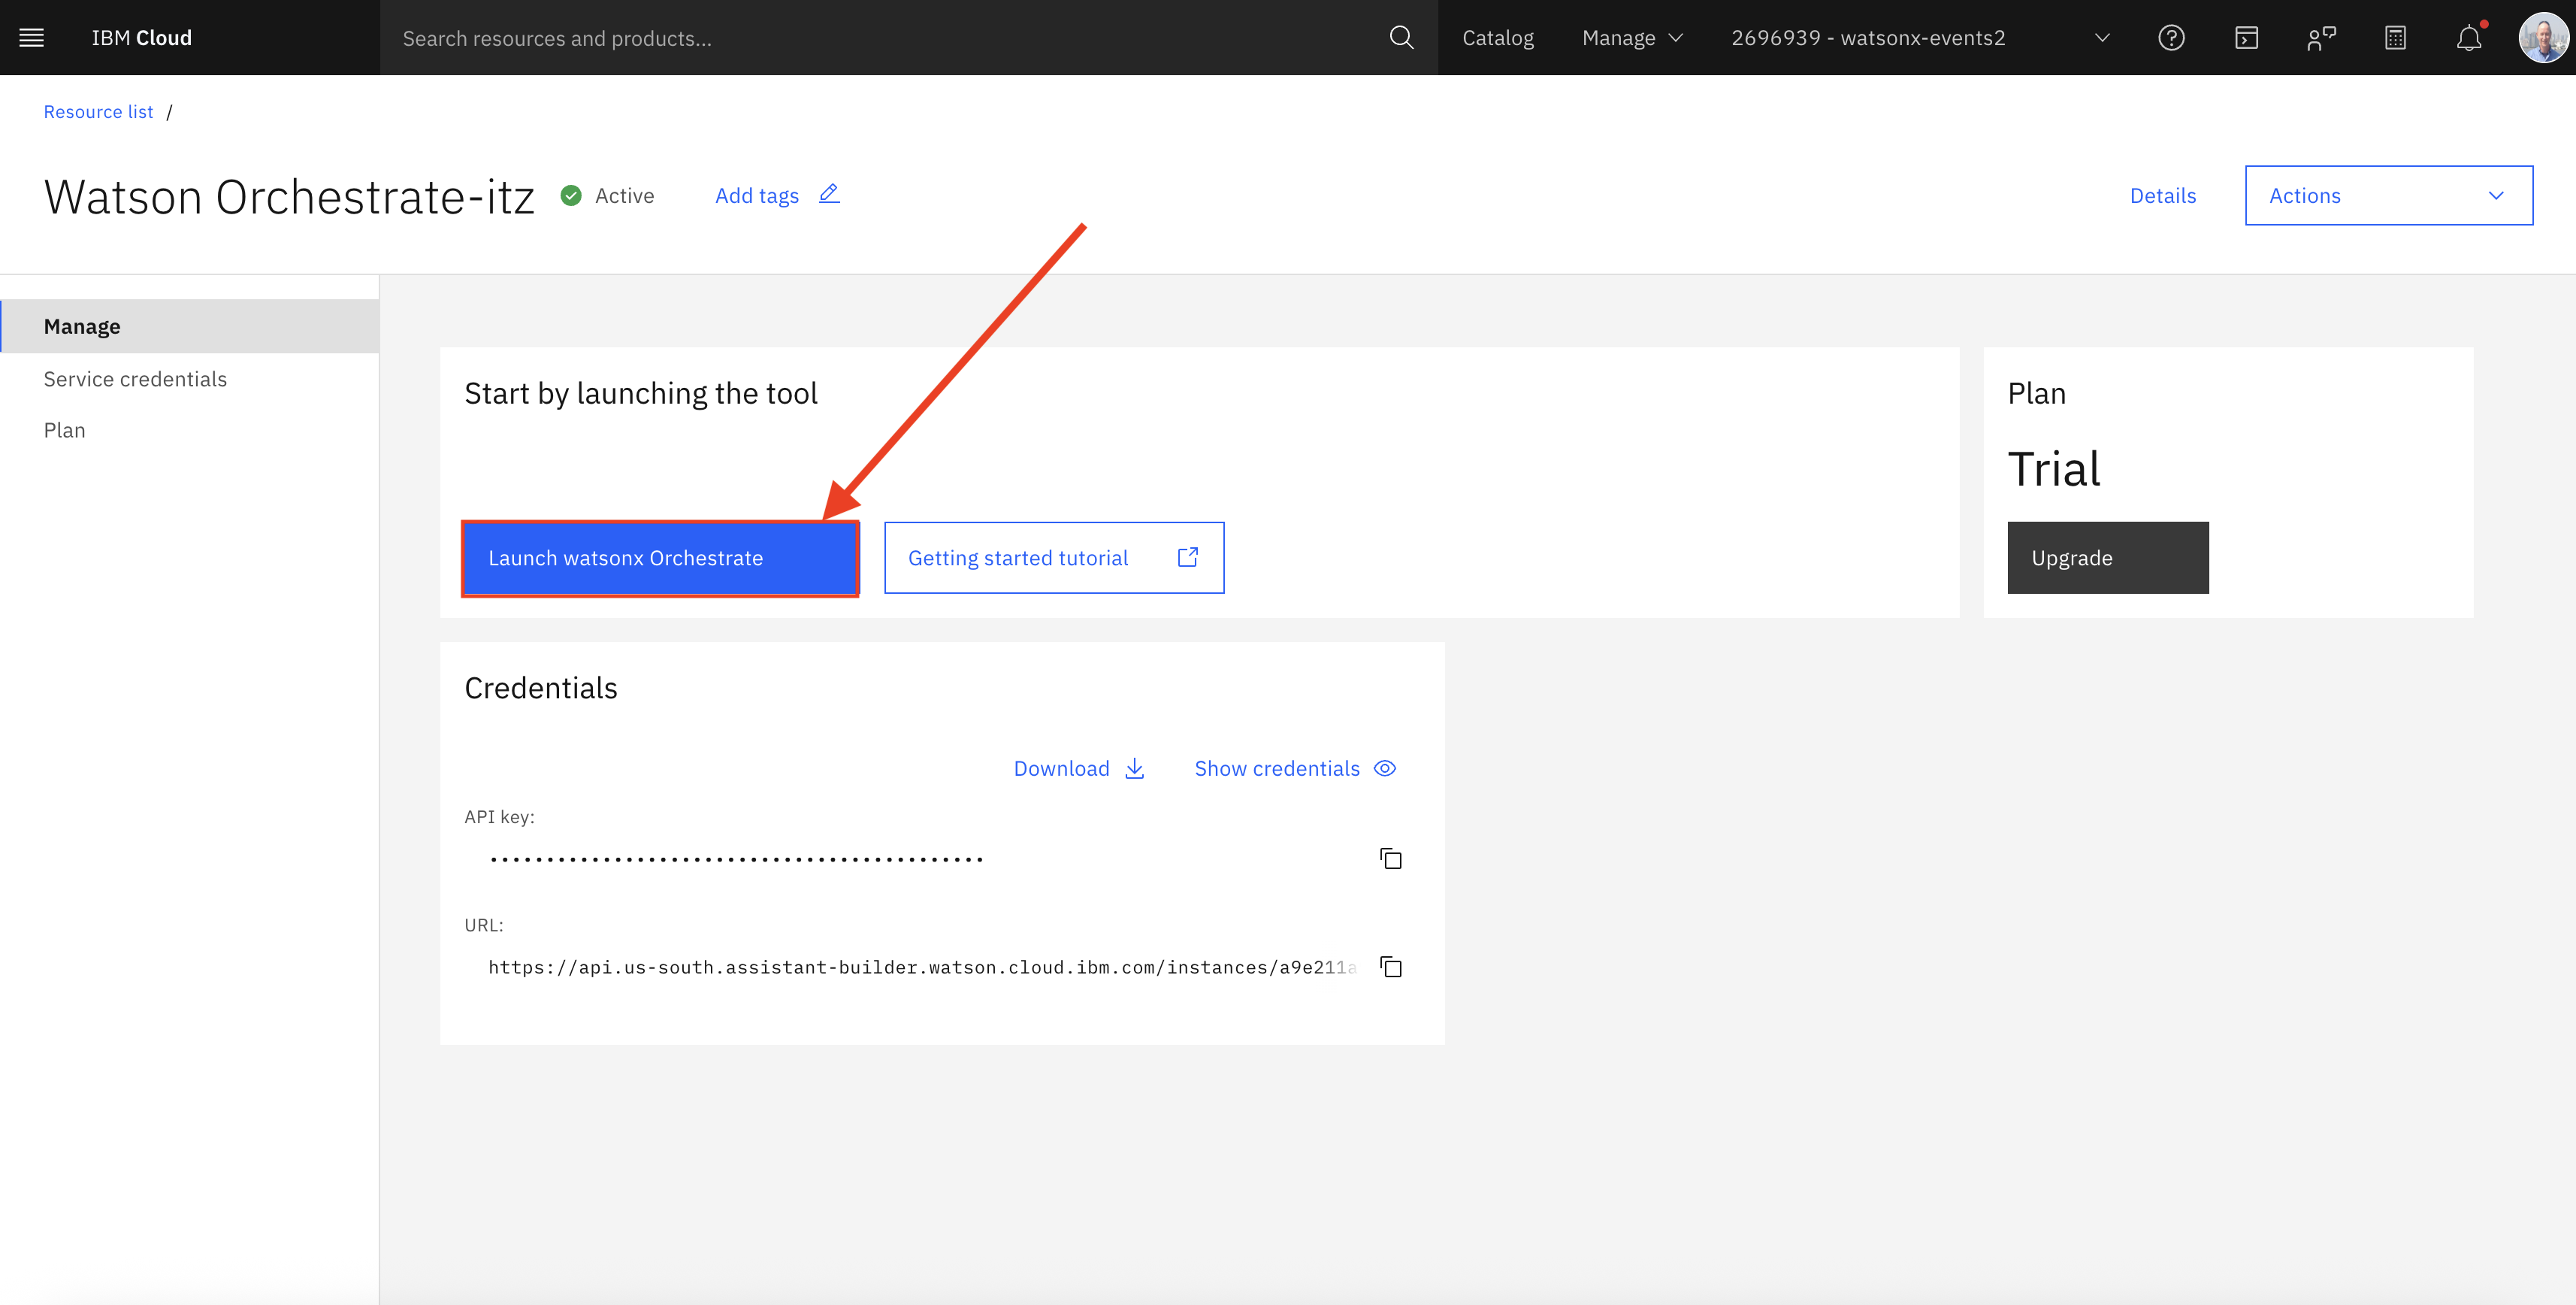 IBM Cloud
Search resources and products...
Catalog
Manage
2696939 - watsonx-events2
Resource list /
Watson Orchestrate-itz
Active
Add tags
Details
Actions
Manage
Service credentials
Plan
Start by launching the tool
Launch watsonx Orchestrate
Getting started tutorial
Plan
Trial
Upgrade
Credentials
Download
Show credentials
API key:
••••••••••••••••••••••••••••••••••••••••••••
URL:
https://api.us-south.assistant-builder.watson.cloud.ibm.com/instances/a9e211a